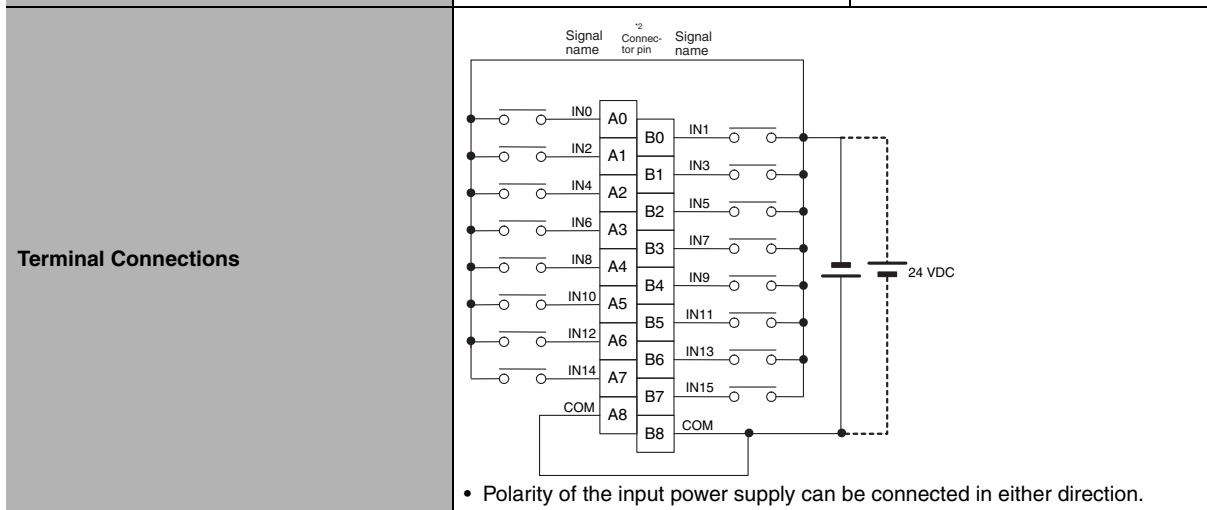 Terminal Connections
Signal name
*2
Connec-
tor pin
Signal name
IN0 A0
B0 IN1
IN2 A1
B1 IN3
IN4 A2
B2 IN5
IN6 A3
B3 IN7
IN8 A4
B4 IN9
24 VDC
IN10 A5
B5 IN11
IN12 A6
B6 IN13
IN14 A7
B7 IN15
COM A8
B8 COM
• Polarity of the input power supply can be connected in either direction.